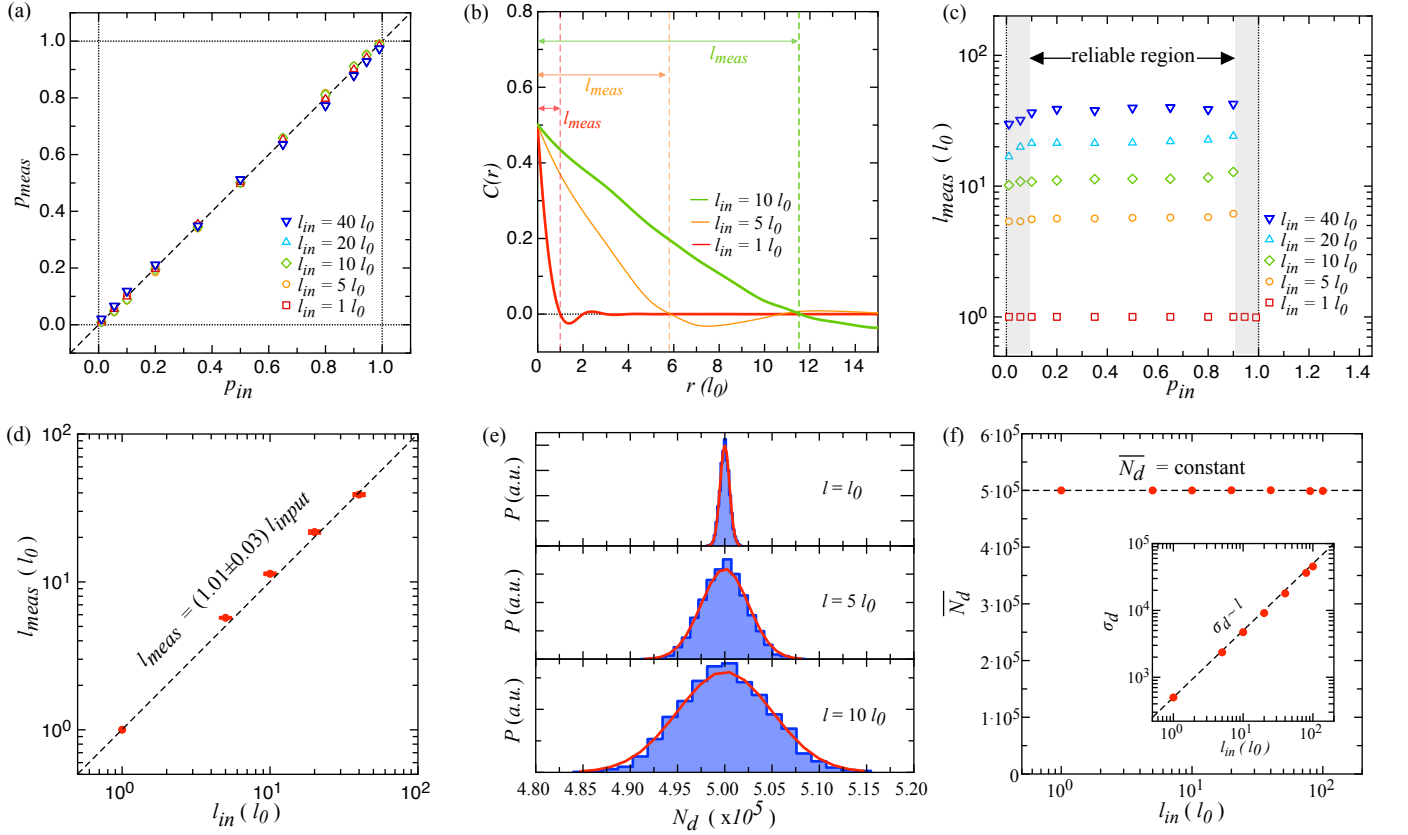 (a)
1.0
0.8
0.6
0.4
0.2
0.0
p_meas
0.0 0.2 0.4 0.6 0.8 1.0
p_in
l_in = 40 l_0
l_in = 20 l_0
l_in = 10 l_0
l_in = 5 l_0
l_in = 1 l_0
(b)
0.8
0.6
0.4
0.2
0.0
C(r)
0 2 4 6 8 10 12 14
r (l_0)
l_meas
l_meas
l_meas
l_in = 10 l_0
l_in = 5 l_0
l_in = 1 l_0
(c)
10^2
10^1
10^0
l_meas ( l_0)
reliable region
0.0 0.2 0.6 1.0 1.4
p_in
l_in = 40 l_0
l_in = 20 l_0
l_in = 10 l_0
l_in = 5 l_0
l_in = 1 l_0
(d)
10^2
10^1
10^0
l_meas ( l_0)
l_meas = (1.01±0.03) l_input
10^0 10^1 10^2
l_in ( l_0)
(e)
P (a.u.)
l = l_0
P (a.u.)
l = 5 l_0
P (a.u.)
l = 10 l_0
4.80 4.90 4.95 5.00 5.05 5.10 5.20
N_d ( x10^5)
(f)
6·10^5
5·10^5
4·10^5
3·10^5
2·10^5
1·10^5
0
N̅_d̅
N̅_d̅ = constant
10^0 10^1 10^2
l_in ( l_0)
10^5
10^4
10^3
σ_d
σ_d ~ l
10^0 10^1 10^2
l_in ( l_0)